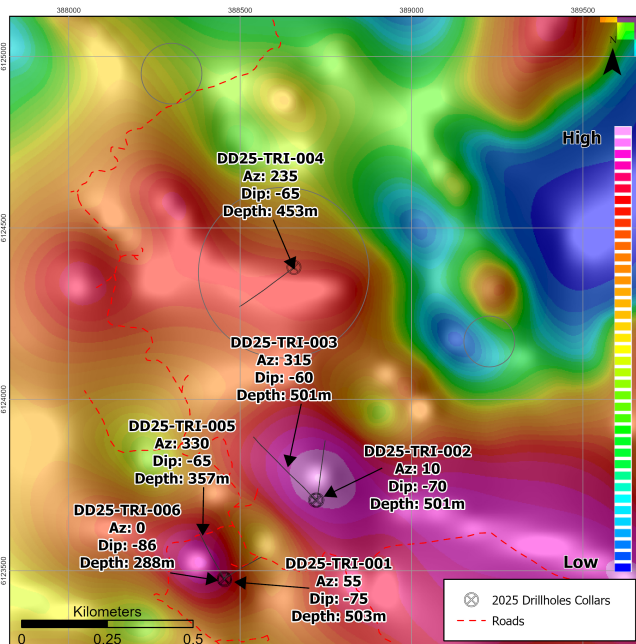 388000
388500
389000
389500
6125000
N
High
DD25-TRI-004
Az: 235
Dip: -65
Depth: 453m
6124500
DD25-TRI-003
Az: 315
Dip: -60
Depth: 501m
6124000
DD25-TRI-005
Az: 330
Dip: -65
Depth: 357m
DD25-TRI-002
Az: 10
Dip: -70
Depth: 501m
DD25-TRI-006
Az: 0
Dip: -86
Depth: 288m
6123500
DD25-TRI-001
Az: 55
Dip: -75
Depth: 503m
Low
Kilometers
0
0.25
0.5
2025 Drillholes Collars
Roads